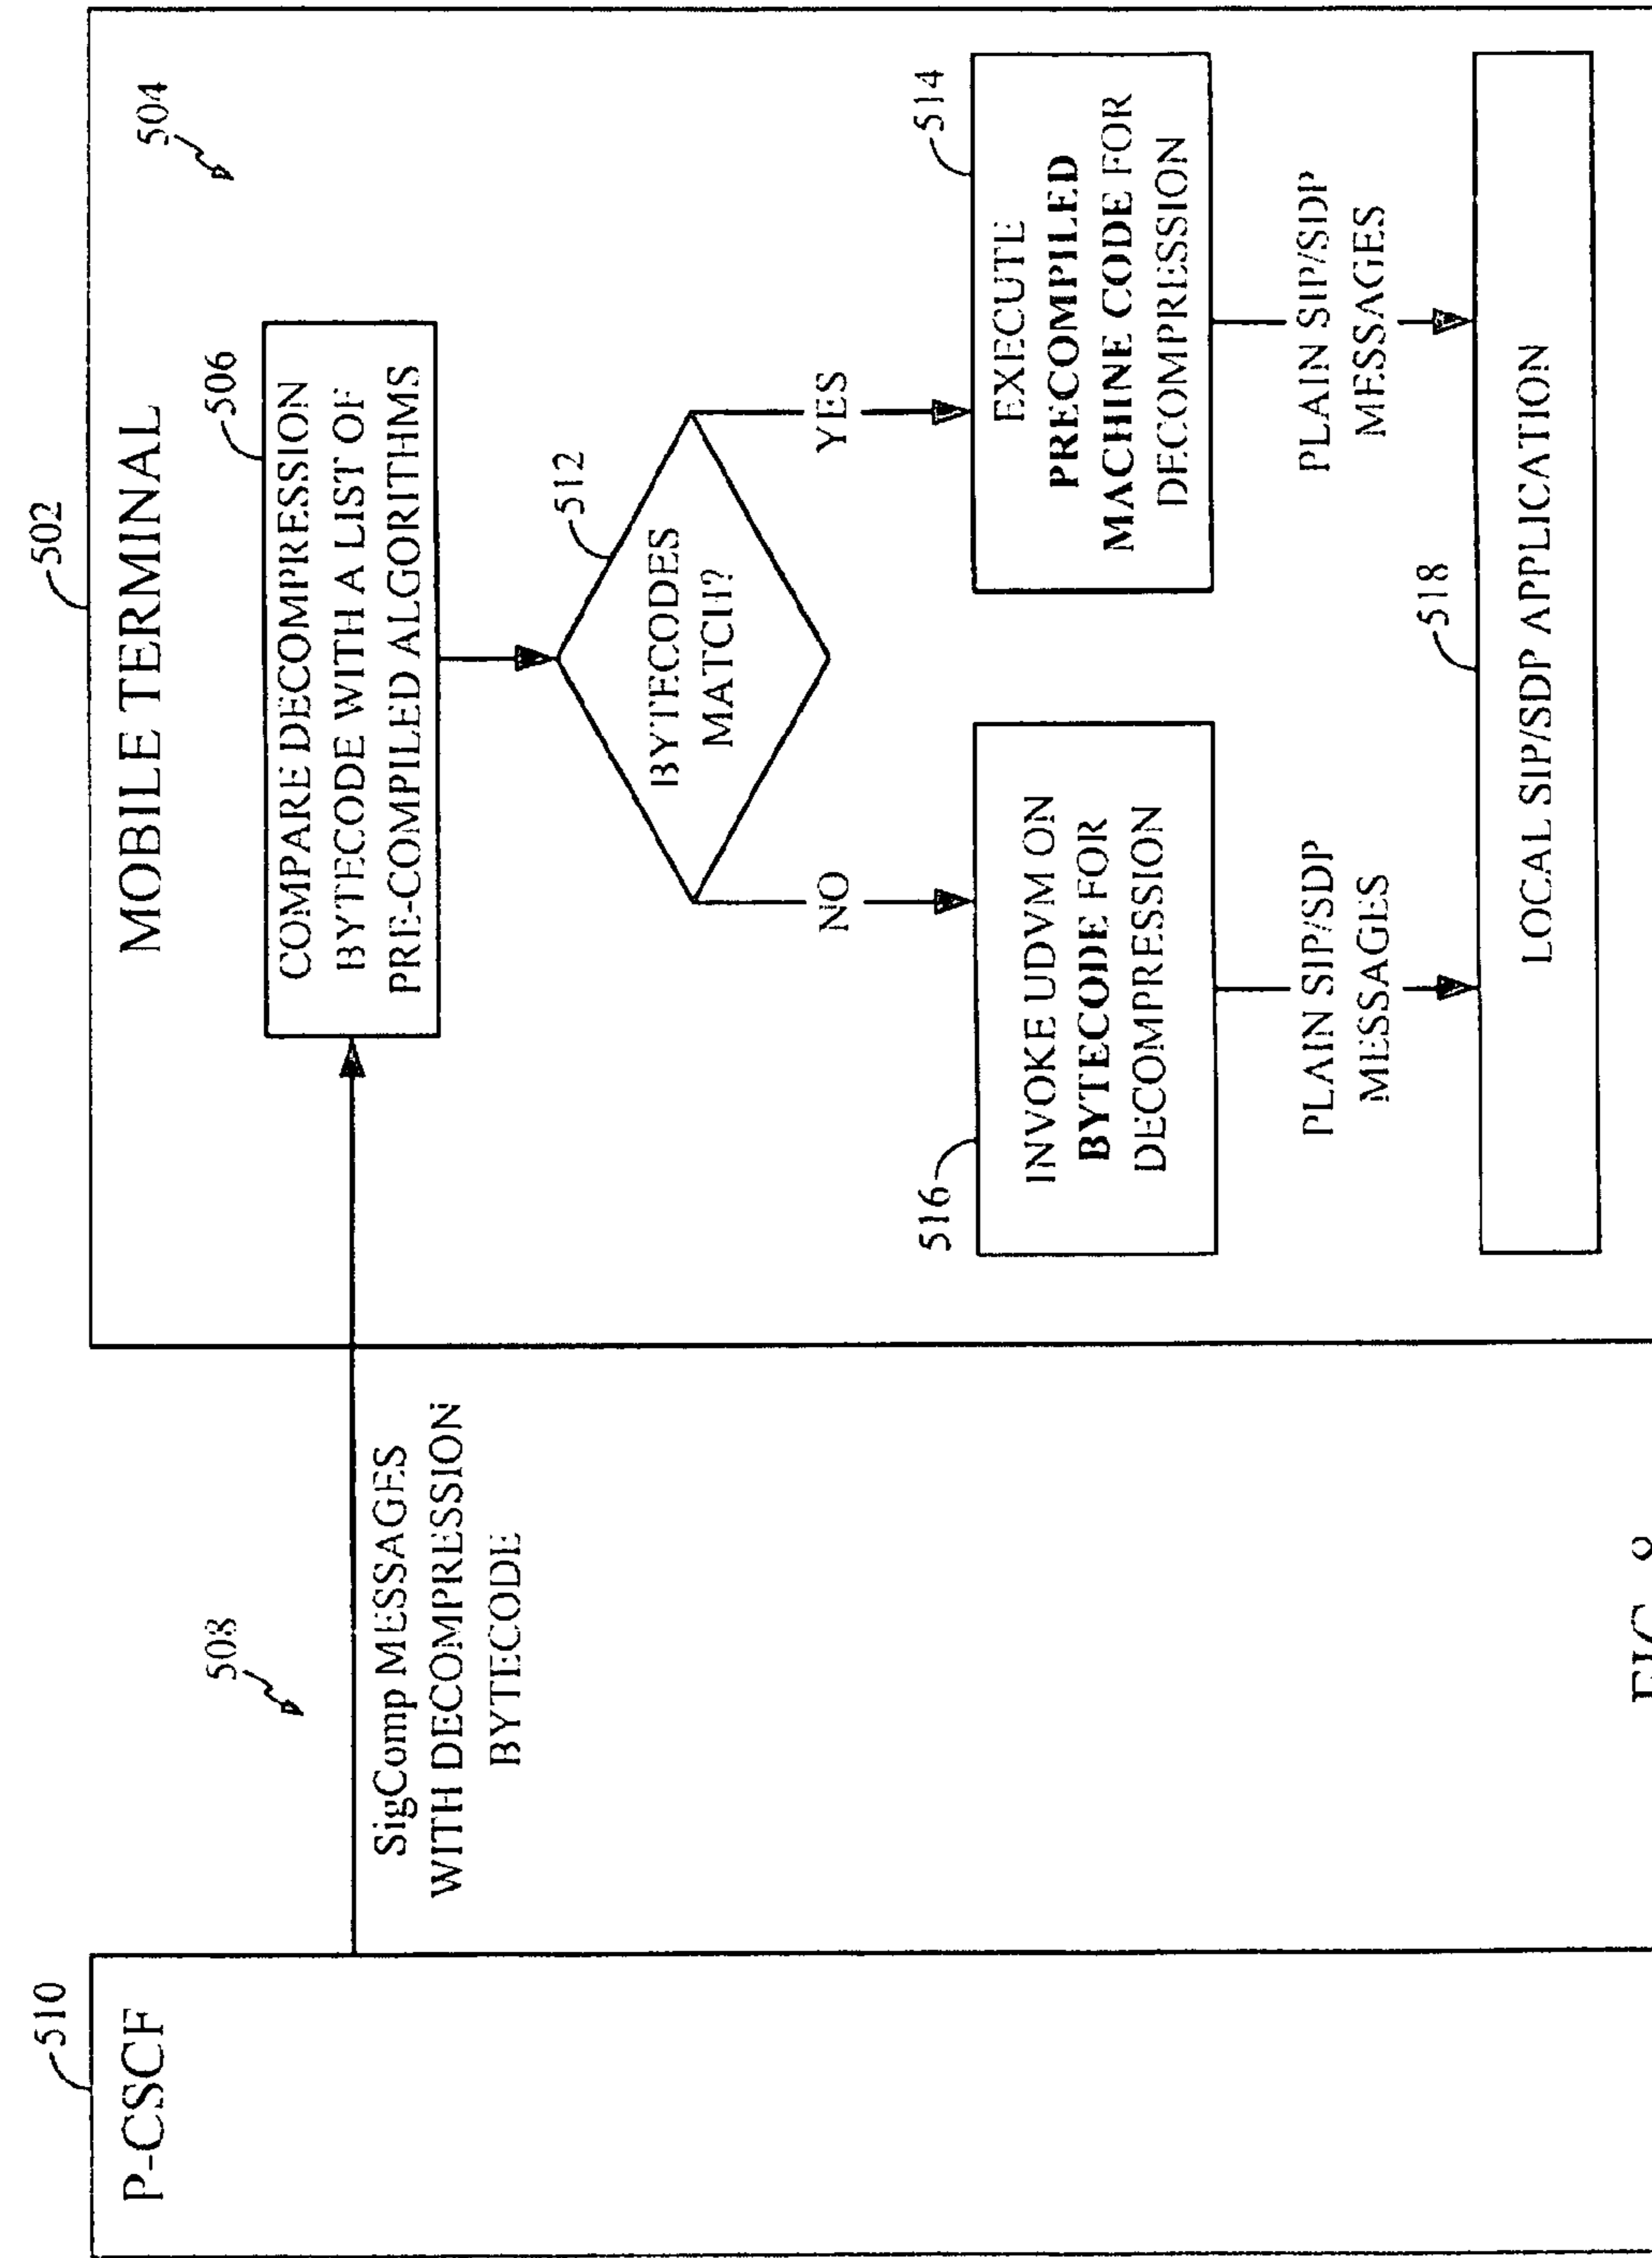 510
P-CSCF
508
SigComp MESSAGES
WITH DECOMPRESSION
BYTECODE
502
MOBILE TERMINAL
504
506
COMPARE DECOMPRESSION
BYTECODE WITH A LIST OF
PRE-COMPILED ALGORITHMS
512
BYTECODES
MATCH?
NO
YES
516
INVOKE UDVM ON
BYTECODE FOR
DECOMPRESSION
514
EXECUTE
PRECOMPILED
MACHINE CODE FOR
DECOMPRESSION
PLAIN SIP/SDP
MESSAGES
PLAIN SIP/SDP
MESSAGES
518
LOCAL SIP/SDP APPLICATION
FIG.